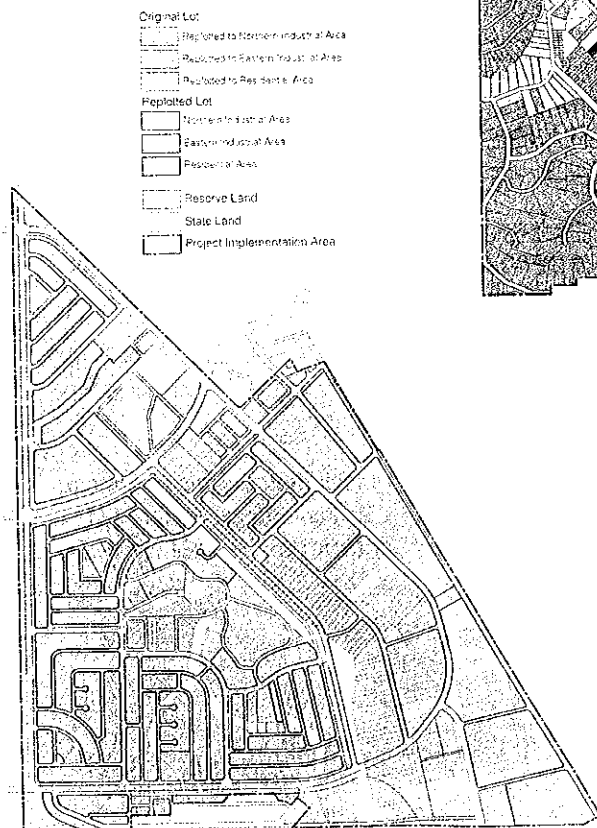 Original Lot
Replotted to Northern Industrial Area
Replotted to Eastern Industrial Area
Replotted to Residential Area
Replotted Lot
Northern Industrial Area
Eastern Industrial Area
Residential Area
Reserve Land
State Land
Project Implementation Area